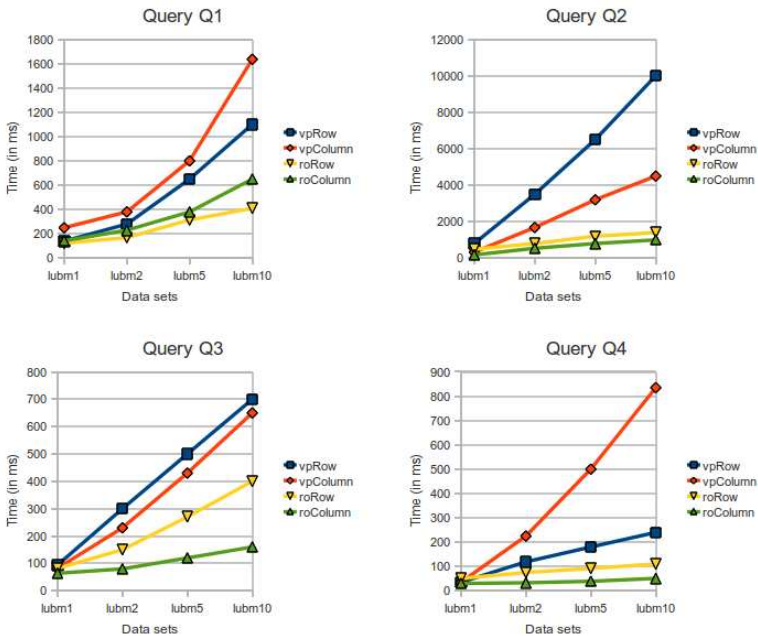 Query Q1
1800
1600
1400
1200
1000
800
600
400
200
0
Time (in ms)
lubm1 lubm2 lubm5 lubm10
Data sets
vpRow
vpColumn
roRow
roColumn
Query Q2
12000
10000
8000
6000
4000
2000
0
Time (in ms)
lubm1 lubm2 lubm5 lubm10
Data sets
vpRow
vpColumn
roRow
roColumn
Query Q3
800
700
600
500
400
300
200
100
0
Time (in ms)
lubm1 lubm2 lubm5 lubm10
Data sets
vpRow
vpColumn
roRow
roColumn
Query Q4
900
800
700
600
500
400
300
200
100
0
Time (in ms)
lubm1 lubm2 lubm5 lubm10
Data sets
vpRow
vpColumn
roRow
roColumn